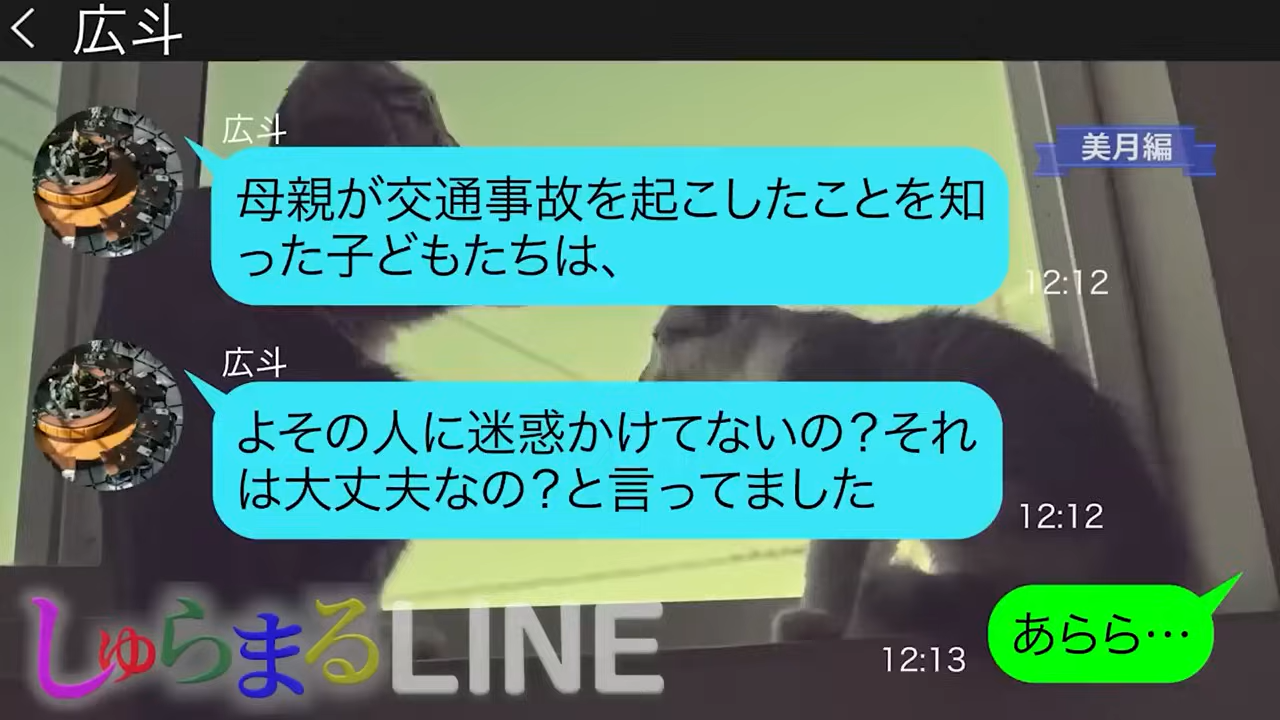 広斗
美月編
広斗
母親が交通事故を起こしたことを知
った子どもたちは、
12:12
広斗
よその人に迷惑かけてないの?それ
は大丈夫なの?と言ってました
12:12
あらら…
12:13
しゅらまるLINE